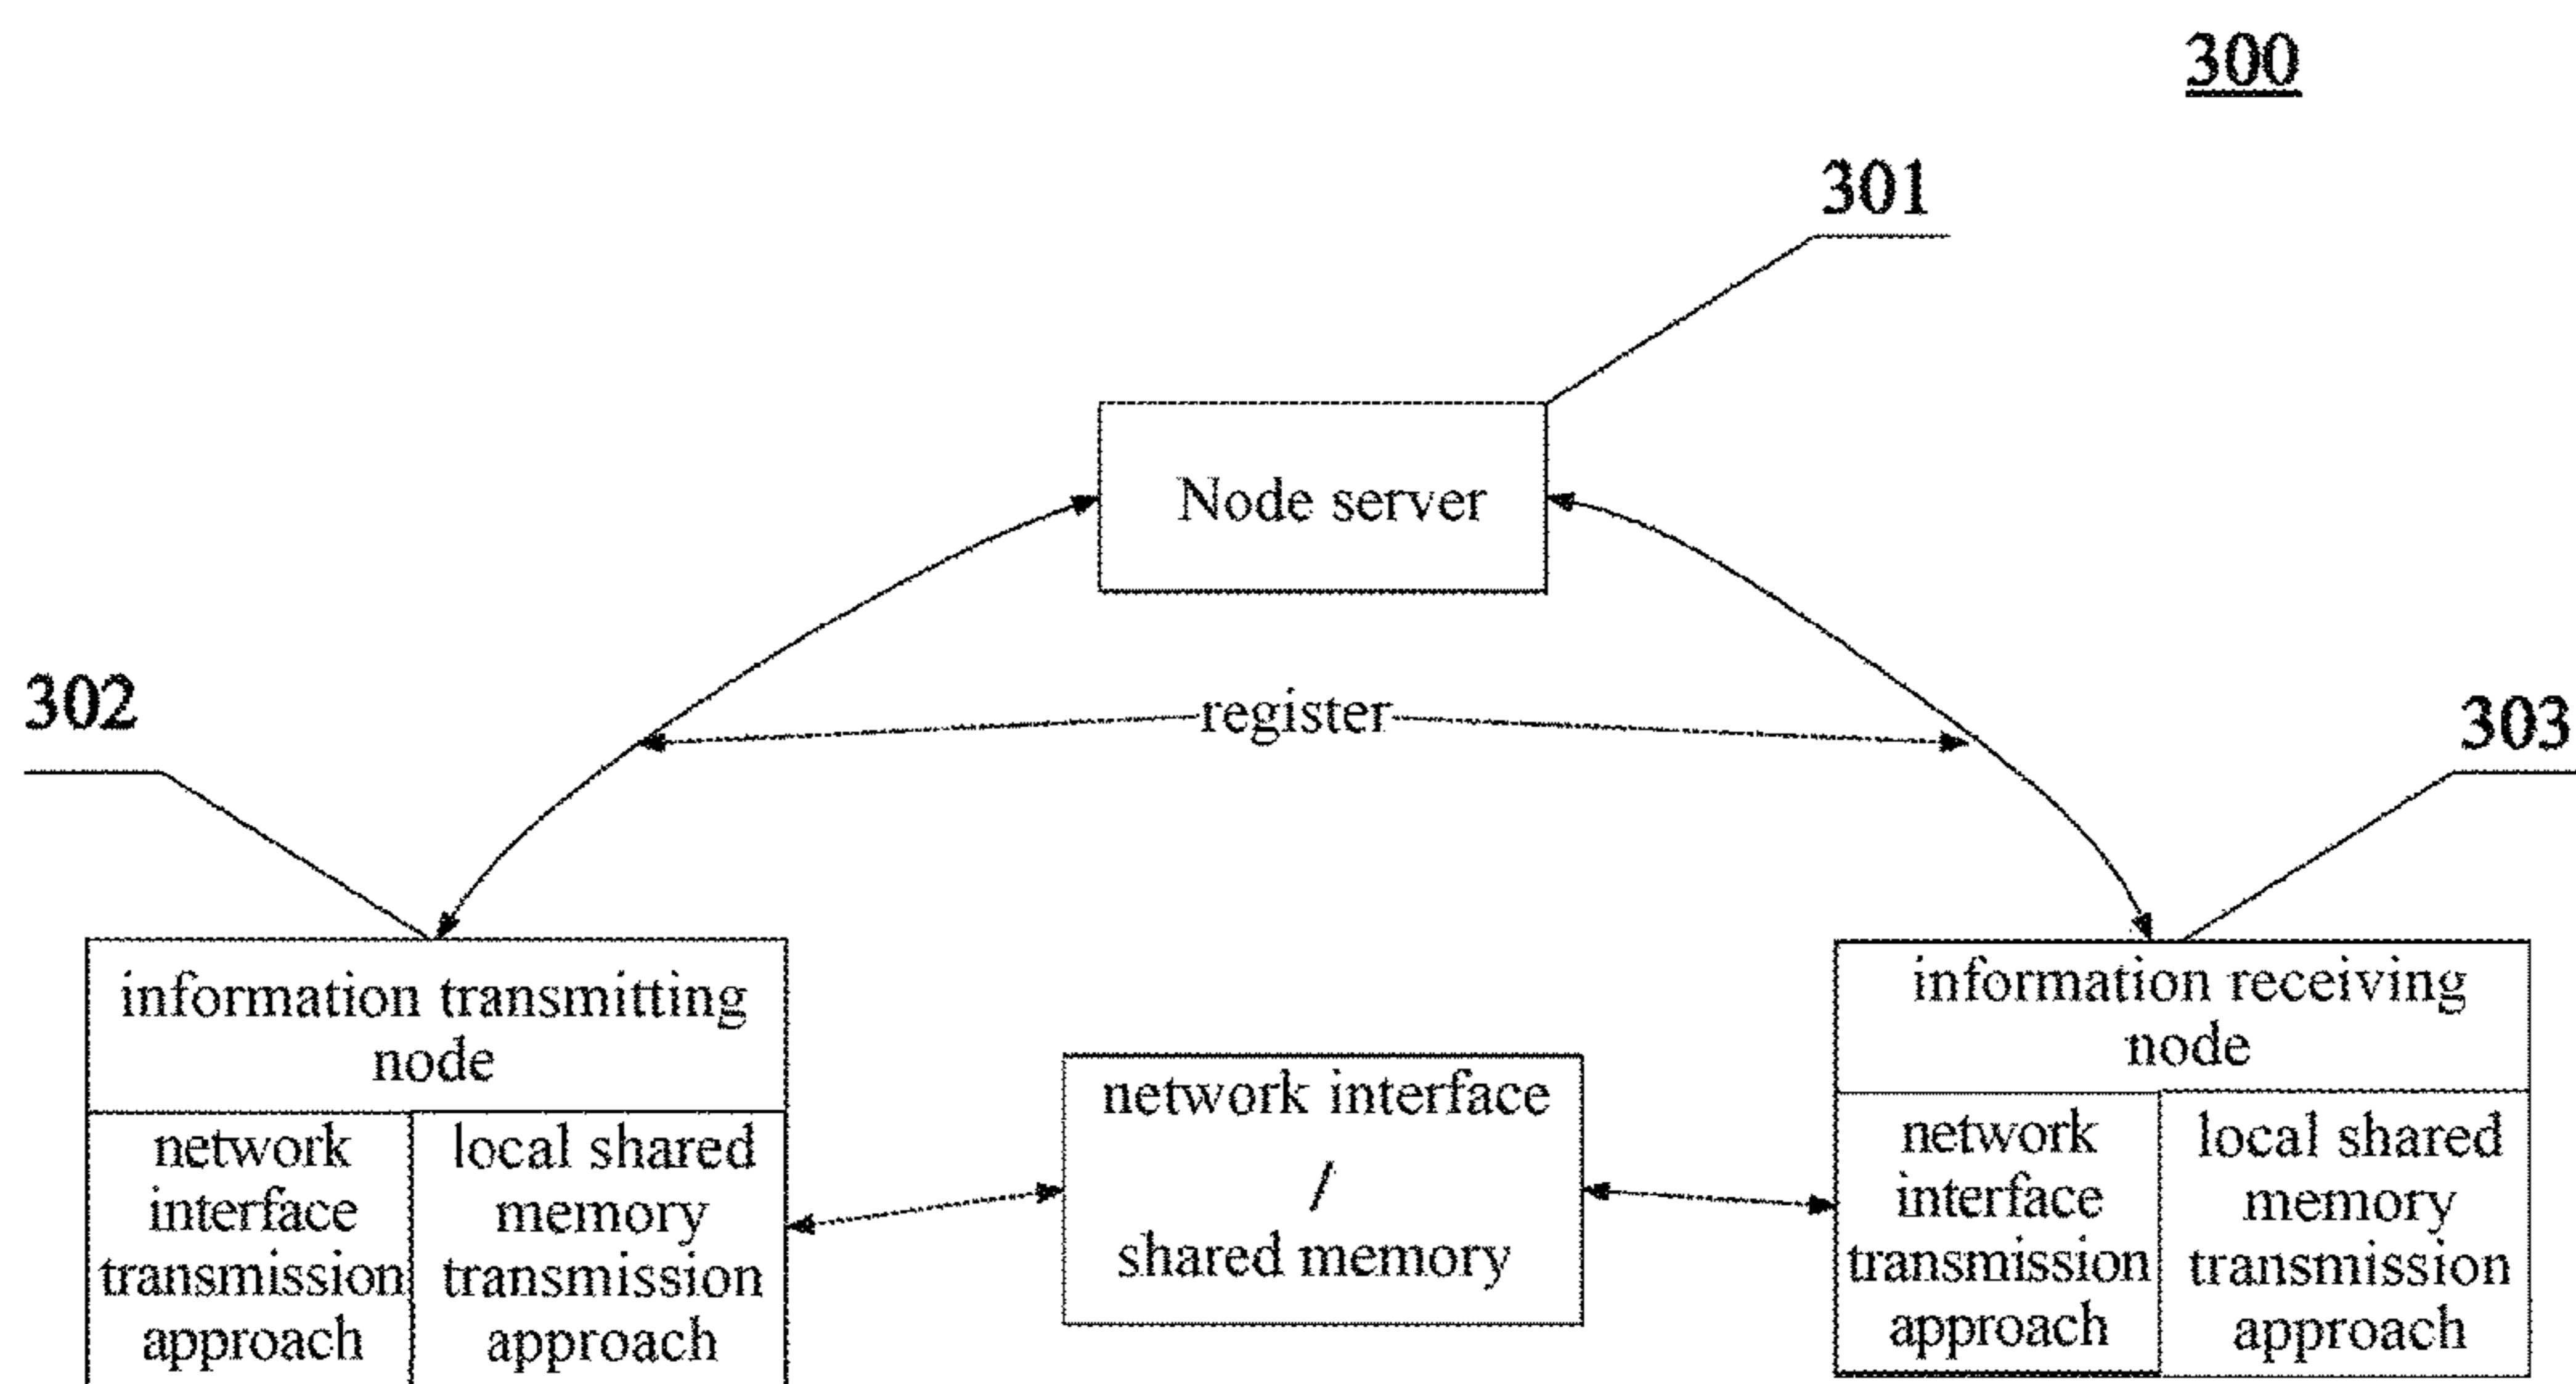 300
301
Node server
register
302
303
information transmitting
node
network
interface
transmission
approach
local shared
memory
transmission
approach
network interface
/
shared memory
information receiving
node
network
interface
transmission
approach
local shared
memory
transmission
approach